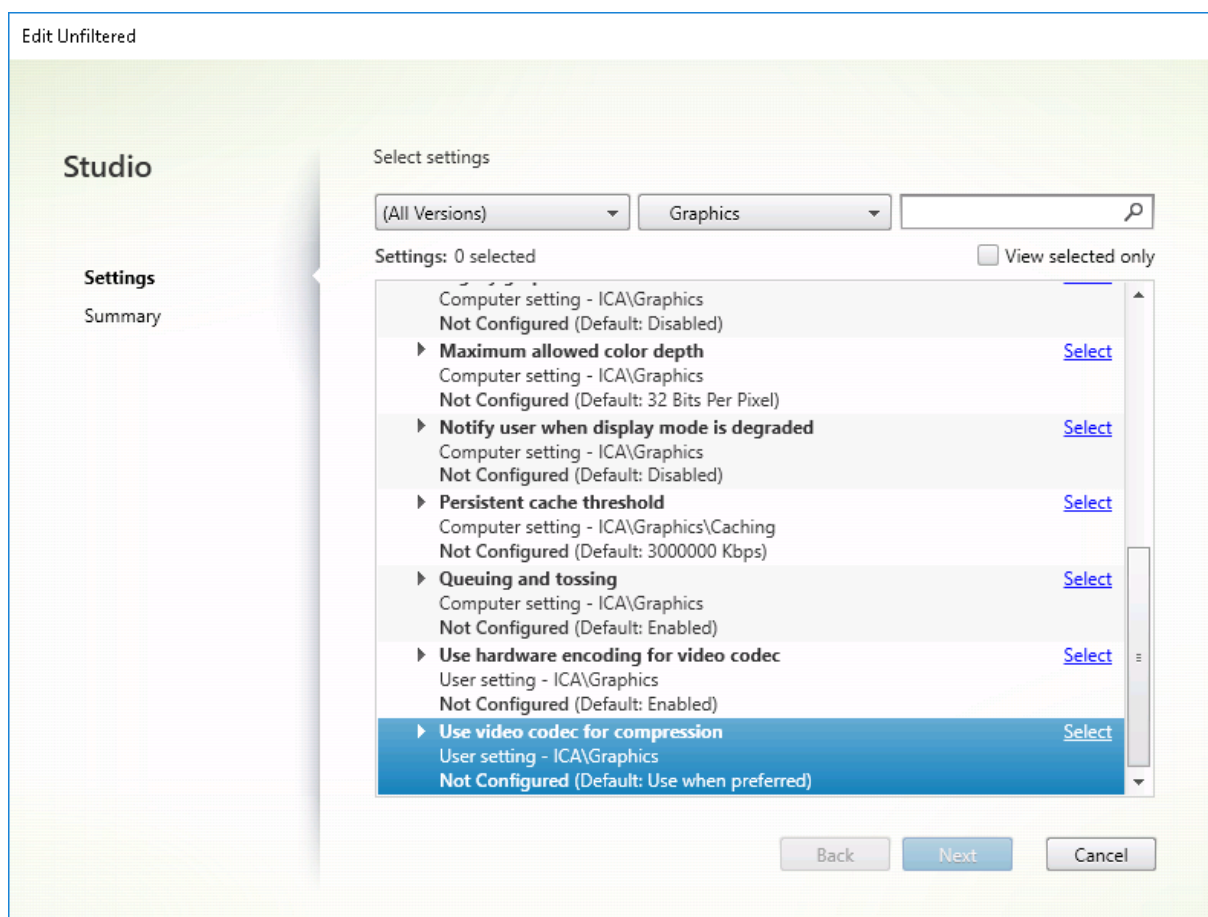 Edit Unfiltered
Studio
Settings
Summary
Select settings
(All Versions)
Graphics
Settings: 0 selected
View selected only
Computer setting - ICA\Graphics
Not Configured (Default: Disabled)
Maximum allowed color depth
Select
Computer setting - ICA\Graphics
Not Configured (Default: 32 Bits Per Pixel)
Notify user when display mode is degraded
Select
Computer setting - ICA\Graphics
Not Configured (Default: Disabled)
Persistent cache threshold
Select
Computer setting - ICA\Graphics\Caching
Not Configured (Default: 3000000 Kbps)
Queuing and tossing
Select
Computer setting - ICA\Graphics
Not Configured (Default: Enabled)
Use hardware encoding for video codec
Select
User setting - ICA\Graphics
Not Configured (Default: Enabled)
Use video codec for compression
Select
User setting - ICA\Graphics
Not Configured (Default: Use when preferred)
Back
Next
Cancel